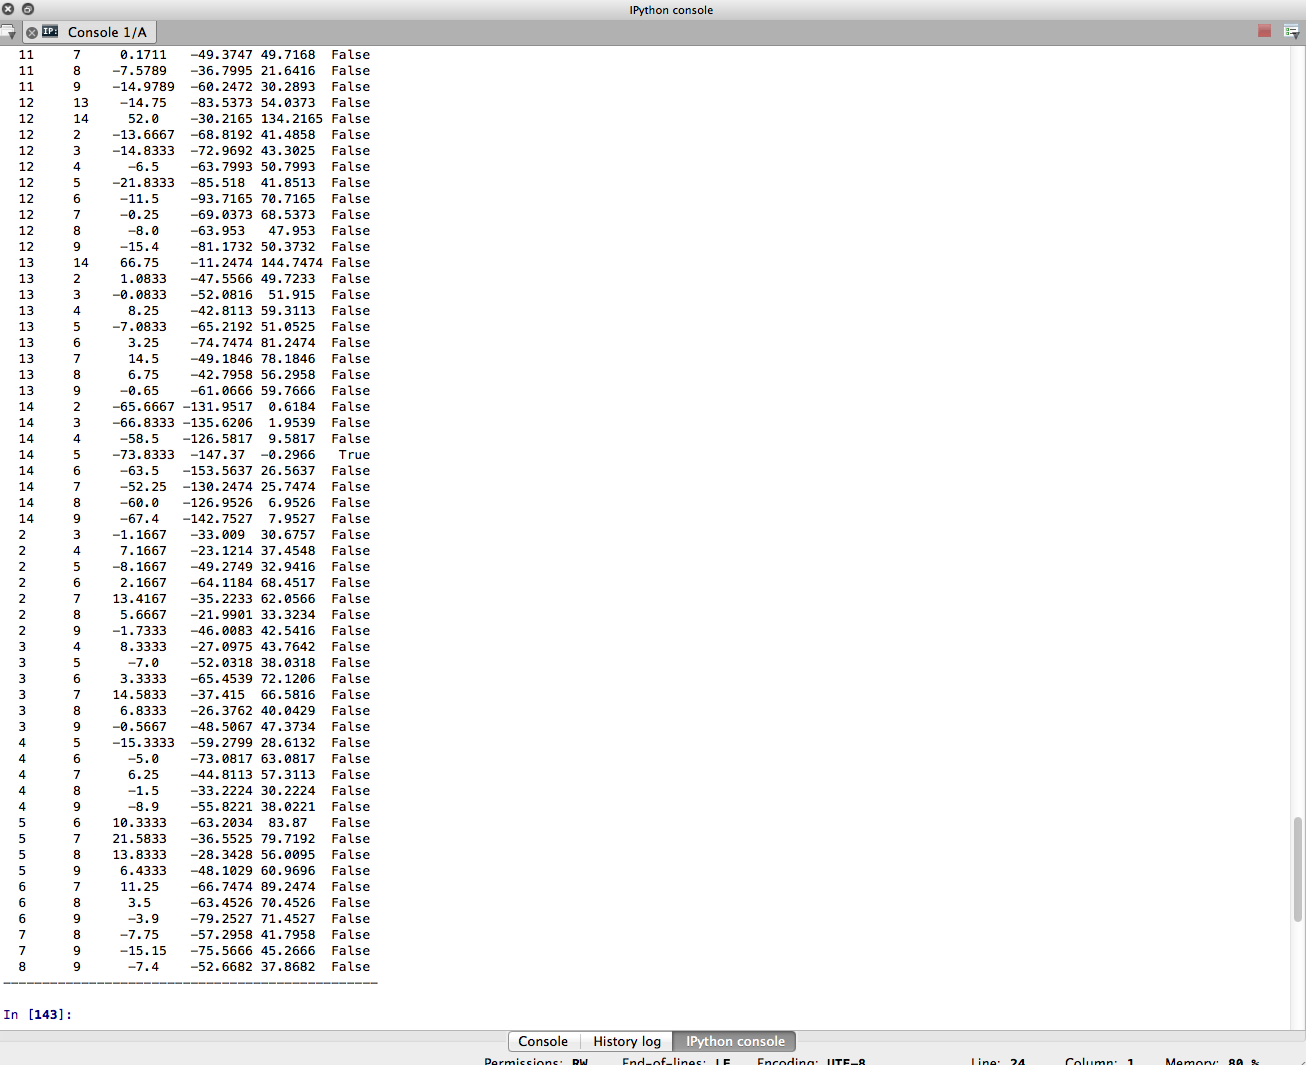 IPython console
IP: Console 1/A
11 7 0.1711 -49.3747 49.7168 False
11 8 -7.5789 -36.7995 21.6416 False
11 9 -14.9789 -60.2472 30.2893 False
12 13 -14.75 -83.5373 54.0373 False
12 14 52.0 -30.2165 134.2165 False
12 2 -13.6667 -68.8192 41.4858 False
12 3 -14.8333 -72.9692 43.3025 False
12 4 -6.5 -63.7993 50.7993 False
12 5 -21.8333 -85.518 41.8513 False
12 6 -11.5 -93.7165 70.7165 False
12 7 -0.25 -69.0373 68.5373 False
12 8 -8.0 -63.953 47.953 False
12 9 -15.4 -81.1732 50.3732 False
13 14 66.75 -11.2474 144.7474 False
13 2 1.0833 -47.5566 49.7233 False
13 3 -0.0833 -52.0816 51.915 False
13 4 8.25 -42.8113 59.3113 False
13 5 -7.0833 -65.2192 51.0525 False
13 6 3.25 -74.7474 81.2474 False
13 7 14.5 -49.1846 78.1846 False
13 8 6.75 -42.7958 56.2958 False
13 9 -0.65 -61.0666 59.7666 False
14 2 -65.6667 -131.9517 0.6184 False
14 3 -66.8333 -135.6206 1.9539 False
14 4 -58.5 -126.5817 9.5817 False
14 5 -73.8333 -147.37 -0.2966 True
14 6 -63.5 -153.5637 26.5637 False
14 7 -52.25 -130.2474 25.7474 False
14 8 -60.0 -126.9526 6.9526 False
14 9 -67.4 -142.7527 7.9527 False
2 3 -1.1667 -33.009 30.6757 False
2 4 7.1667 -23.1214 37.4548 False
2 5 -8.1667 -49.2749 32.9416 False
2 6 2.1667 -64.1184 68.4517 False
2 7 13.4167 -35.2233 62.0566 False
2 8 5.6667 -21.9901 33.3234 False
2 9 -1.7333 -46.0083 42.5416 False
3 4 8.3333 -27.0975 43.7642 False
3 5 -7.0 -52.0318 38.0318 False
3 6 3.3333 -65.4539 72.1206 False
3 7 14.5833 -37.415 66.5816 False
3 8 6.8333 -26.3762 40.0429 False
3 9 -0.5667 -48.5067 47.3734 False
4 5 -15.3333 -59.2799 28.6132 False
4 6 -5.0 -73.0817 63.0817 False
4 7 6.25 -44.8113 57.3113 False
4 8 -1.5 -33.2224 30.2224 False
4 9 -8.9 -55.8221 38.0221 False
5 6 10.3333 -63.2034 83.87 False
5 7 21.5833 -36.5525 79.7192 False
5 8 13.8333 -28.3428 56.0095 False
5 9 6.4333 -48.1029 60.9696 False
6 7 11.25 -66.7474 89.2474 False
6 8 3.5 -63.4526 70.4526 False
6 9 -3.9 -79.2527 71.4527 False
7 8 -7.75 -57.2958 41.7958 False
7 9 -15.15 -75.5666 45.2666 False
8 9 -7.4 -52.6682 37.8682 False
------------------------------------------------
In [143]:
Console History log IPython console
Permissions: RW End-of-lines: LF Encoding: UTF-8 Line: 24 Column: 1 Memory: 80 %